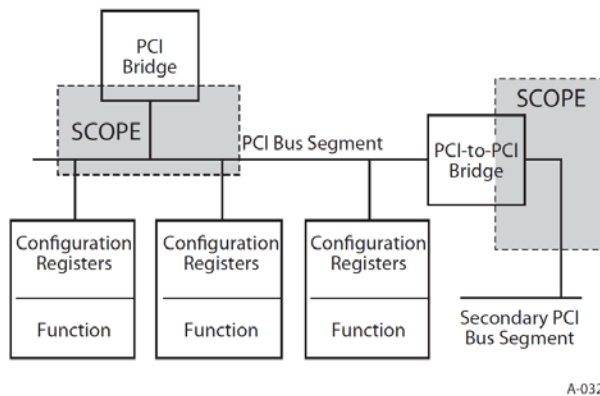 PCI
Bridge
SCOPE
SCOPE
PCI Bus Segment
PCI-to-PCI
Bridge
Configuration
Registers
Function
Configuration
Registers
Function
Configuration
Registers
Function
Secondary PCI
Bus Segment
A-032